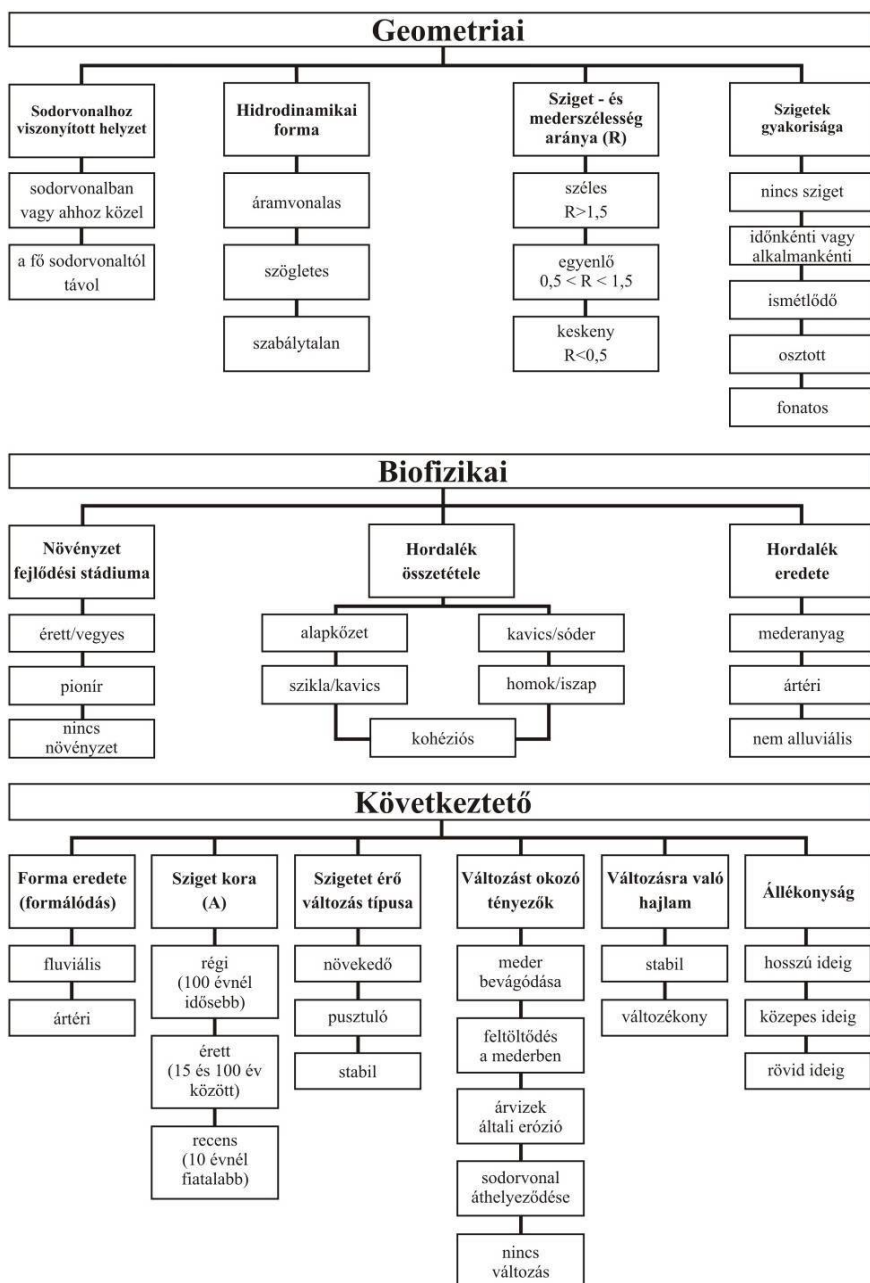 Geometriai
Sodorvonalhoz
viszonyított helyzet
sodorvonalban
vagy ahhoz közel
a fő sodorvonaltól
távol
Hidrodinamikai
forma
áramvonalas
szögletes
szabálytalan
Sziget - és
mederszélesség
aránya (R)
széles
R>1,5
egyenlő
0,5 < R < 1,5
keskeny
R<0,5
Szigetek
gyakorisága
nincs sziget
időnkénti vagy
alkalmankénti
ismétlődő
osztott
fonatos
Biofizikai
Növényzet
fejlődési stádiuma
érett/vegyes
pionír
nincs
növényzet
Hordalék
összetétele
alapkőzet
kavics/sóder
szikla/kavics
homok/iszap
kohéziós
Hordalék
eredete
mederanyag
ártéri
nem alluviális
Következtető
Forma eredete
(formálódás)
fluviális
ártéri
Sziget kora
(A)
régi
(100 évnél
idősebb)
érett
(15 és 100 év
között)
recens
(10 évnél
fiatalabb)
Szigetet érő
változás típusa
növekedő
pusztuló
stabil
Változást okozó
tényezők
meder
bevágódása
feltöltődés
a mederben
árvizek
általi erózió
sodorvonal
áthelyeződése
nincs
változás
Változásra való
hajlam
stabil
változékony
Állékonyság
hosszú ideig
közepes ideig
rövid ideig